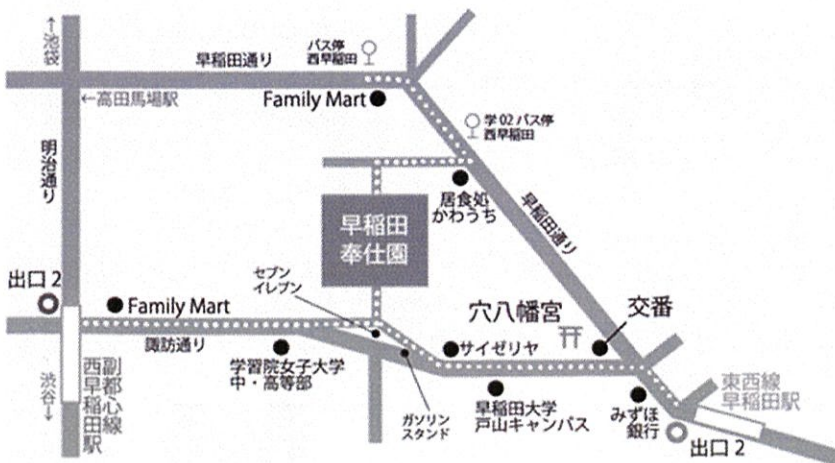 ↑池袋
早稲田通り
バス停
西早稲田
←高田馬場駅
Family Mart
学02 バス停
西早稲田
明治通り
居食処
かわうち
早稲田通り
早稲田
奉仕園
セブン
イレブン
出口2
Family Mart
穴八幡宮
交番
諏訪通り
サイゼリヤ
学習院女子大学
中・高等部
副都心線
西早稲田駅
渋谷↓
ガソリン
スタンド
早稲田大学
戸山キャンパス
みずほ
銀行
東西線
早稲田駅
出口2